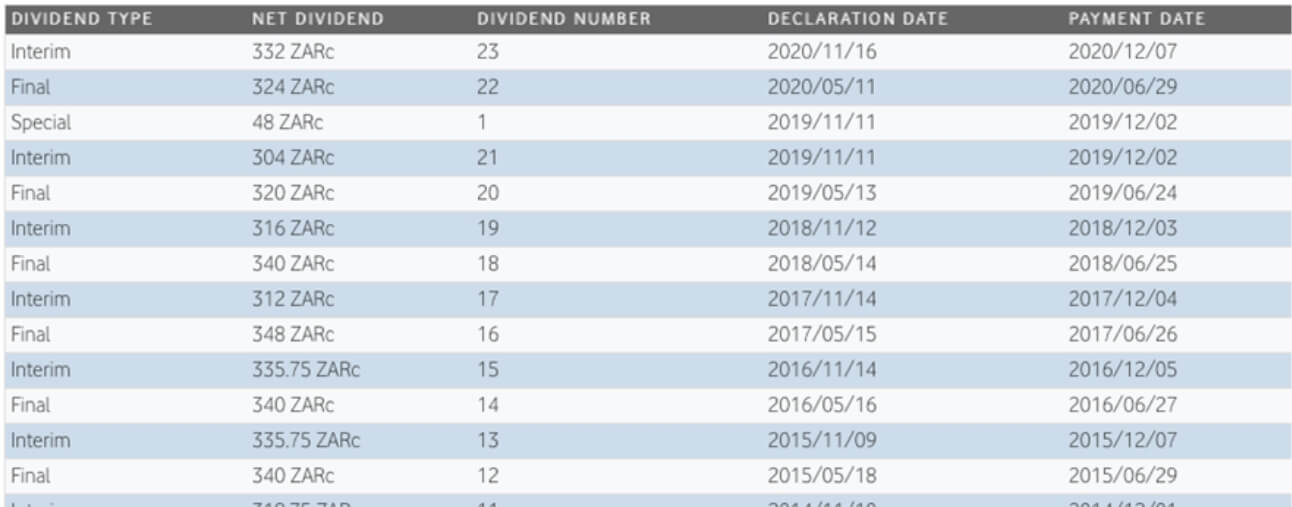 DIVIDEND TYPE NET DIVIDEND DIVIDEND NUMBER DECLARATION DATE PAYMENT DATE
Interim 332 ZARc 23 2020/11/16 2020/12/07
Final 324 ZARc 22 2020/05/11 2020/06/29
Special 48 ZARc 1 2019/11/11 2019/12/02
Interim 304 ZARc 21 2019/11/11 2019/12/02
Final 320 ZARc 20 2019/05/13 2019/06/24
Interim 316 ZARc 19 2018/11/12 2018/12/03
Final 340 ZARc 18 2018/05/14 2018/06/25
Interim 312 ZARc 17 2017/11/14 2017/12/04
Final 348 ZARc 16 2017/05/15 2017/06/26
Interim 335.75 ZARc 15 2016/11/14 2016/12/05
Final 340 ZARc 14 2016/05/16 2016/06/27
Interim 335.75 ZARc 13 2015/11/09 2015/12/07
Final 340 ZARc 12 2015/05/18 2015/06/29